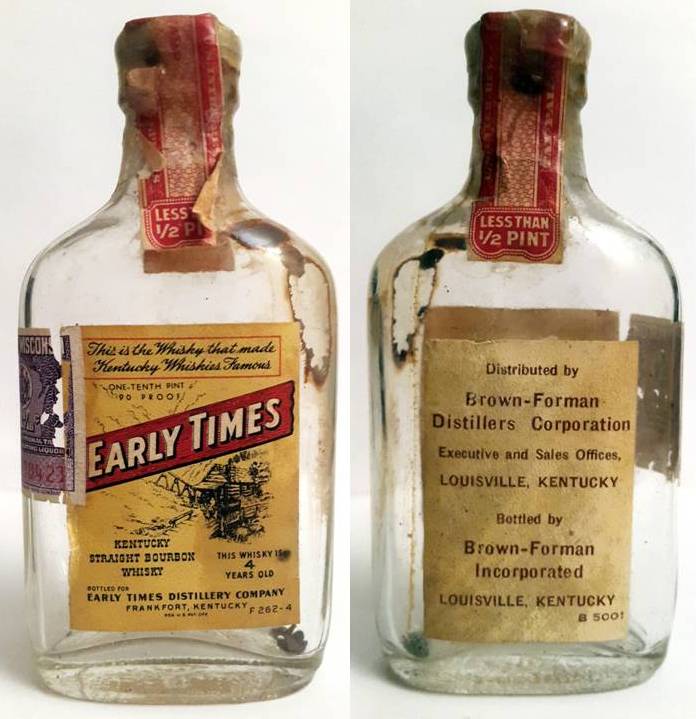 LESS
1/2 PI
WISCONS
This is the Whisky that made
Kentucky Whiskies Famous
ONE-TENTH PINT
90 PROOF
EARLY TIMES
KENTUCKY
STRAIGHT BOURBON
WHISKY
THIS WHISKY IS
4
YEARS OLD
BOTTLED FOR
EARLY TIMES DISTILLERY COMPANY
FRANKFORT, KENTUCKY
F 262-4
LESS THAN
1/2 PINT
Distributed by
Brown-Forman
Distillers Corporation
Executive and Sales Offices,
LOUISVILLE, KENTUCKY
Bottled by
Brown-Forman
Incorporated
LOUISVILLE, KENTUCKY
B 5001